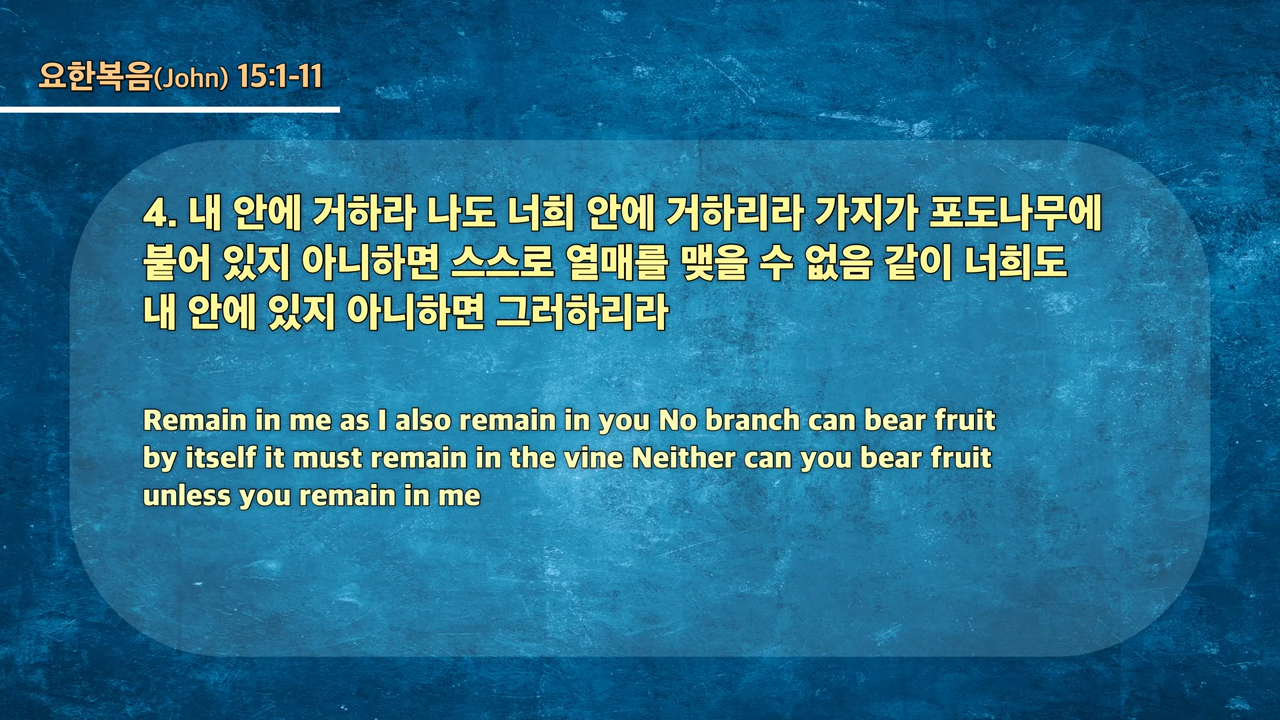 요한복음(John) 15:1-11
4. 내 안에 거하라 나도 너희 안에 거하리라 가지가 포도나무에
붙어 있지 아니하면 스스로 열매를 맺을 수 없음 같이 너희도
내 안에 있지 아니하면 그러하리라
Remain in me as I also remain in you No branch can bear fruit
by itself it must remain in the vine Neither can you bear fruit
unless you remain in me